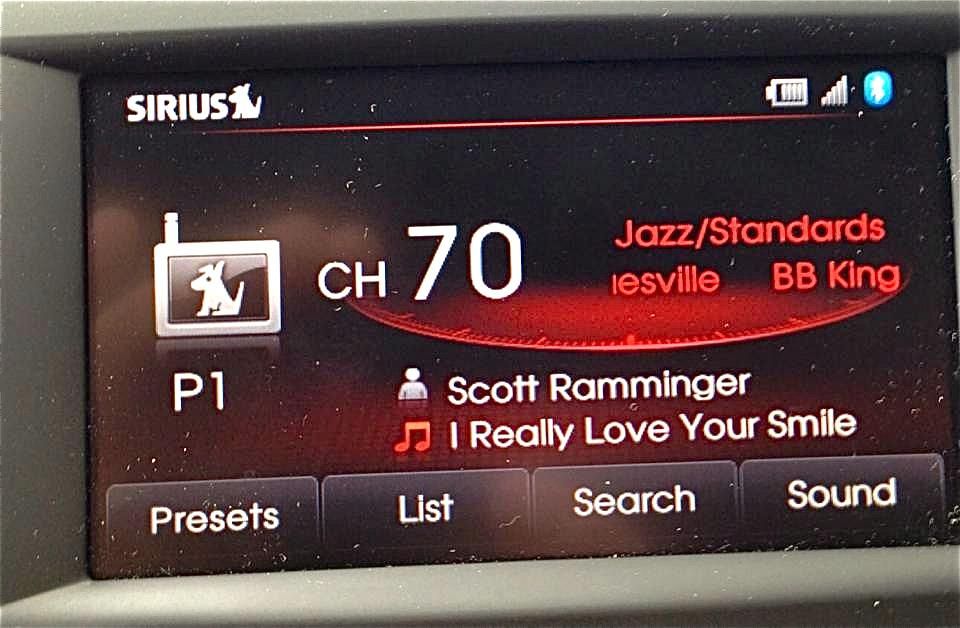 SIRIUS
CH 70
Jazz/Standards
iesville BB King
P1
Scott Ramminger
I Really Love Your Smile
Presets List Search Sound